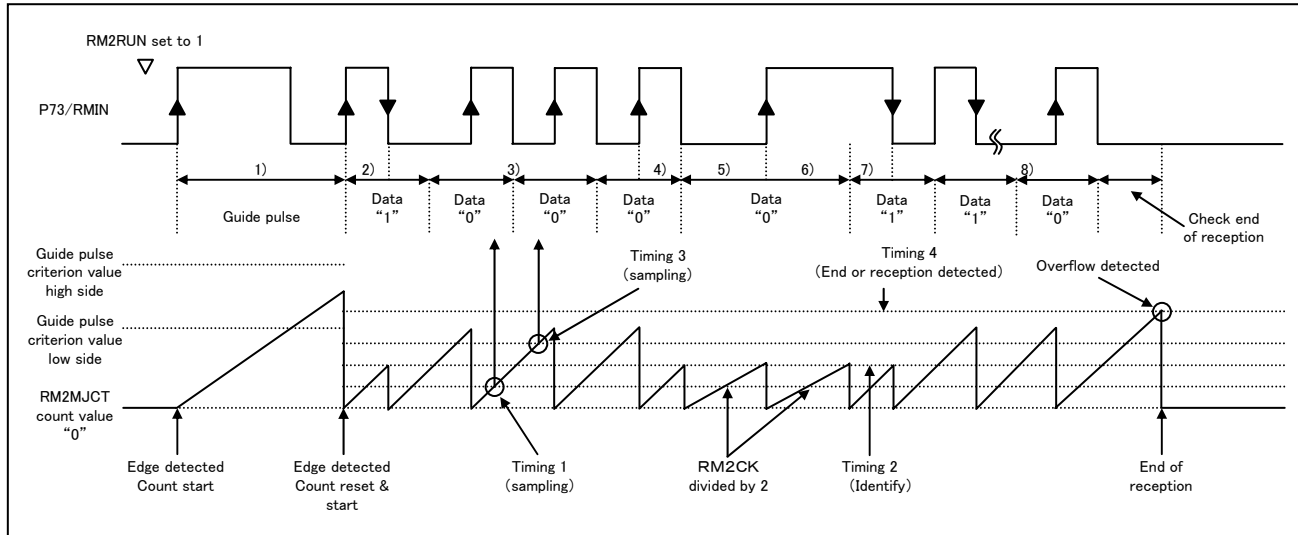 RM2RUN set to 1
P73/RMIN
1) 2) 3) 4) 5) 6) 7) 8)
Guide pulse
Data
“1”
Data
“0”
Data
“0”
Data
“0”
Data
“0”
Data
“1”
Data
“1”
Data
“0”
Check end
of reception
Guide pulse
criterion value
high side
Timing 3
(sampling)
Timing 4
(End or reception detected)
Overflow detected
Guide pulse
criterion value
low side
RM2MJCT
count value
“0”
Edge detected
Count start
Edge detected
Count reset &
start
Timing 1
(sampling)
RM2CK
divided by 2
Timing 2
(Identify)
End of
reception